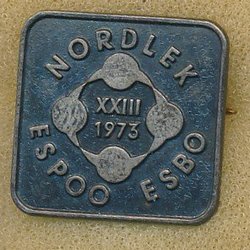 NORDLEK
XXIII
1973
ESPOO ESBO